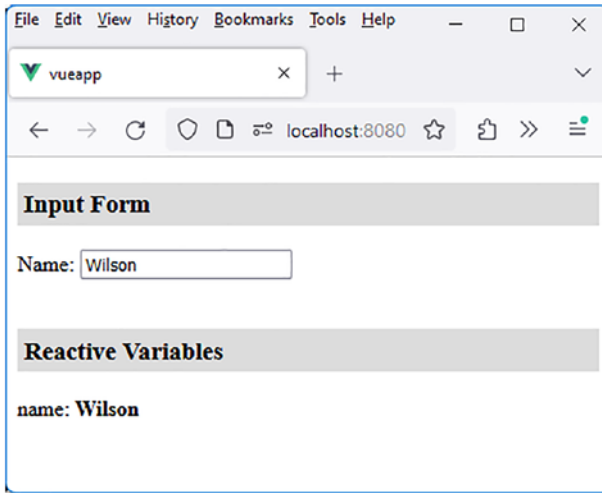 File Edit View History Bookmarks Tools Help
vueapp
localhost:8080
Input Form
Name: Wilson
Reactive Variables
name: Wilson